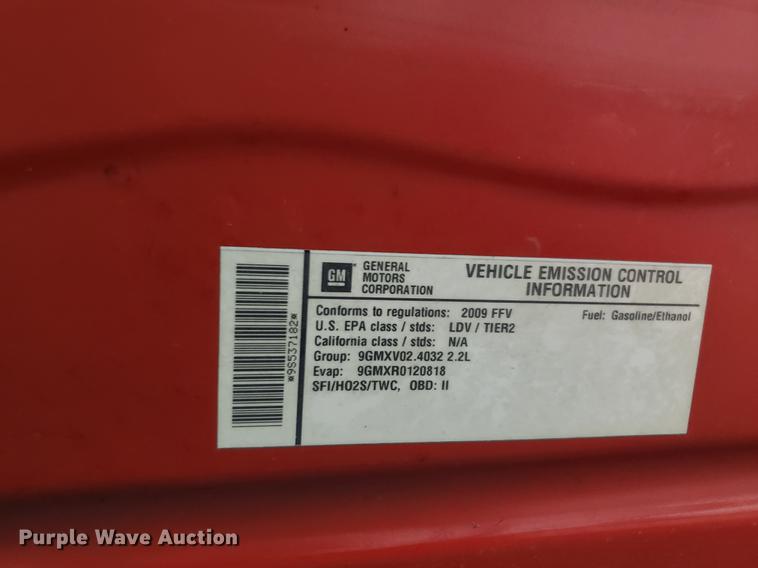 *9S537182*
GM
GENERAL
MOTORS
CORPORATION
VEHICLE EMISSION CONTROL
INFORMATION
Conforms to regulations: 2009 FFV
Fuel: Gasoline/Ethanol
U.S. EPA class / stds: LDV / TIER2
California class / stds: N/A
Group: 9GMXV02.4032 2.2L
Evap: 9GMXR0120818
SFI/HO2S/TWC, OBD: II
Purple Wave Auction